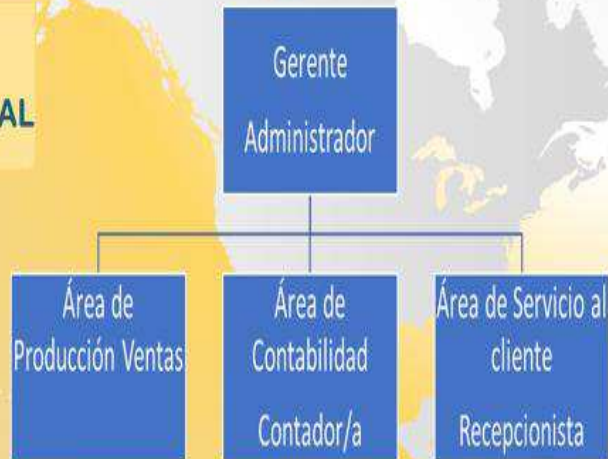 AL
Gerente
Administrador
Área de
Producción Ventas
Área de
Contabilidad
Contador/a
Área de Servicio al
cliente
Recepcionista